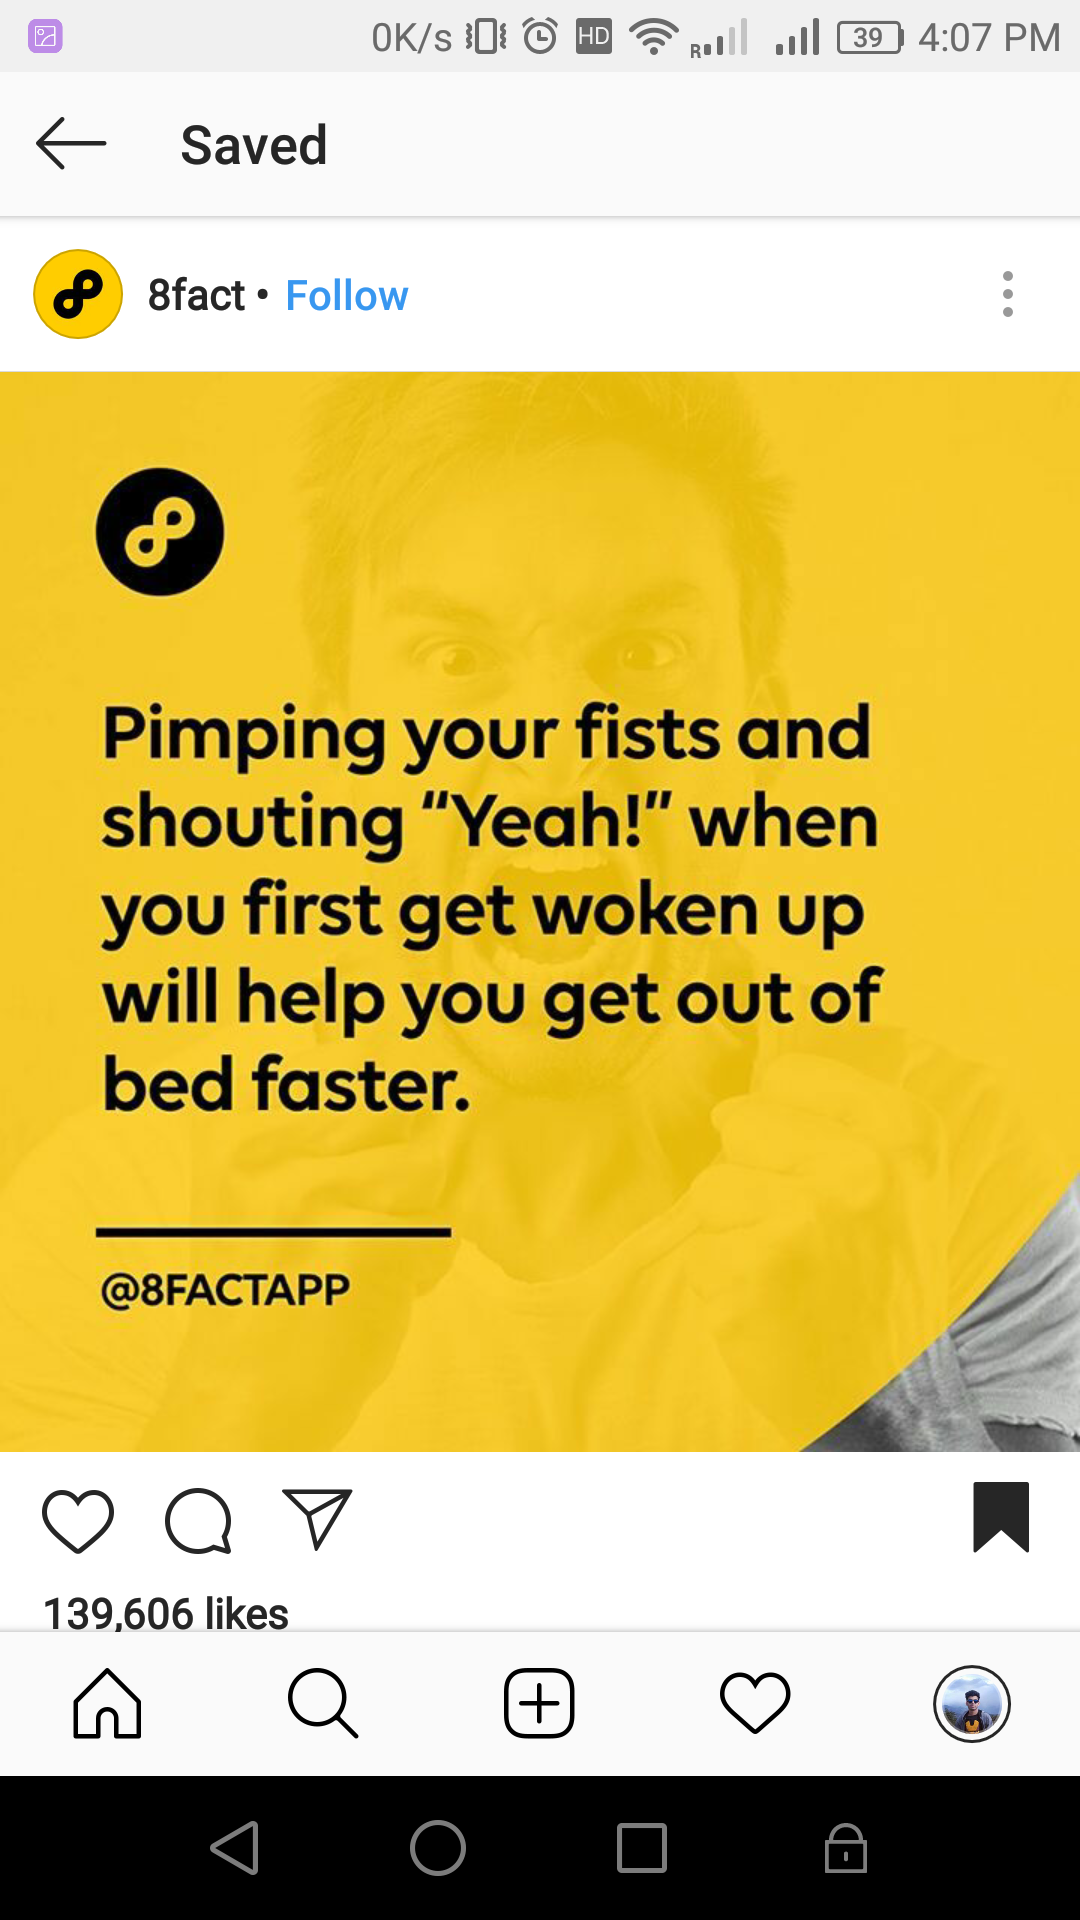 0K/s HD R 39 4:07 PM
Saved
8fact • Follow
Pimping your fists and
shouting “Yeah!” when
you first get woken up
will help you get out of
bed faster.
@8FACTAPP
139,606 likes